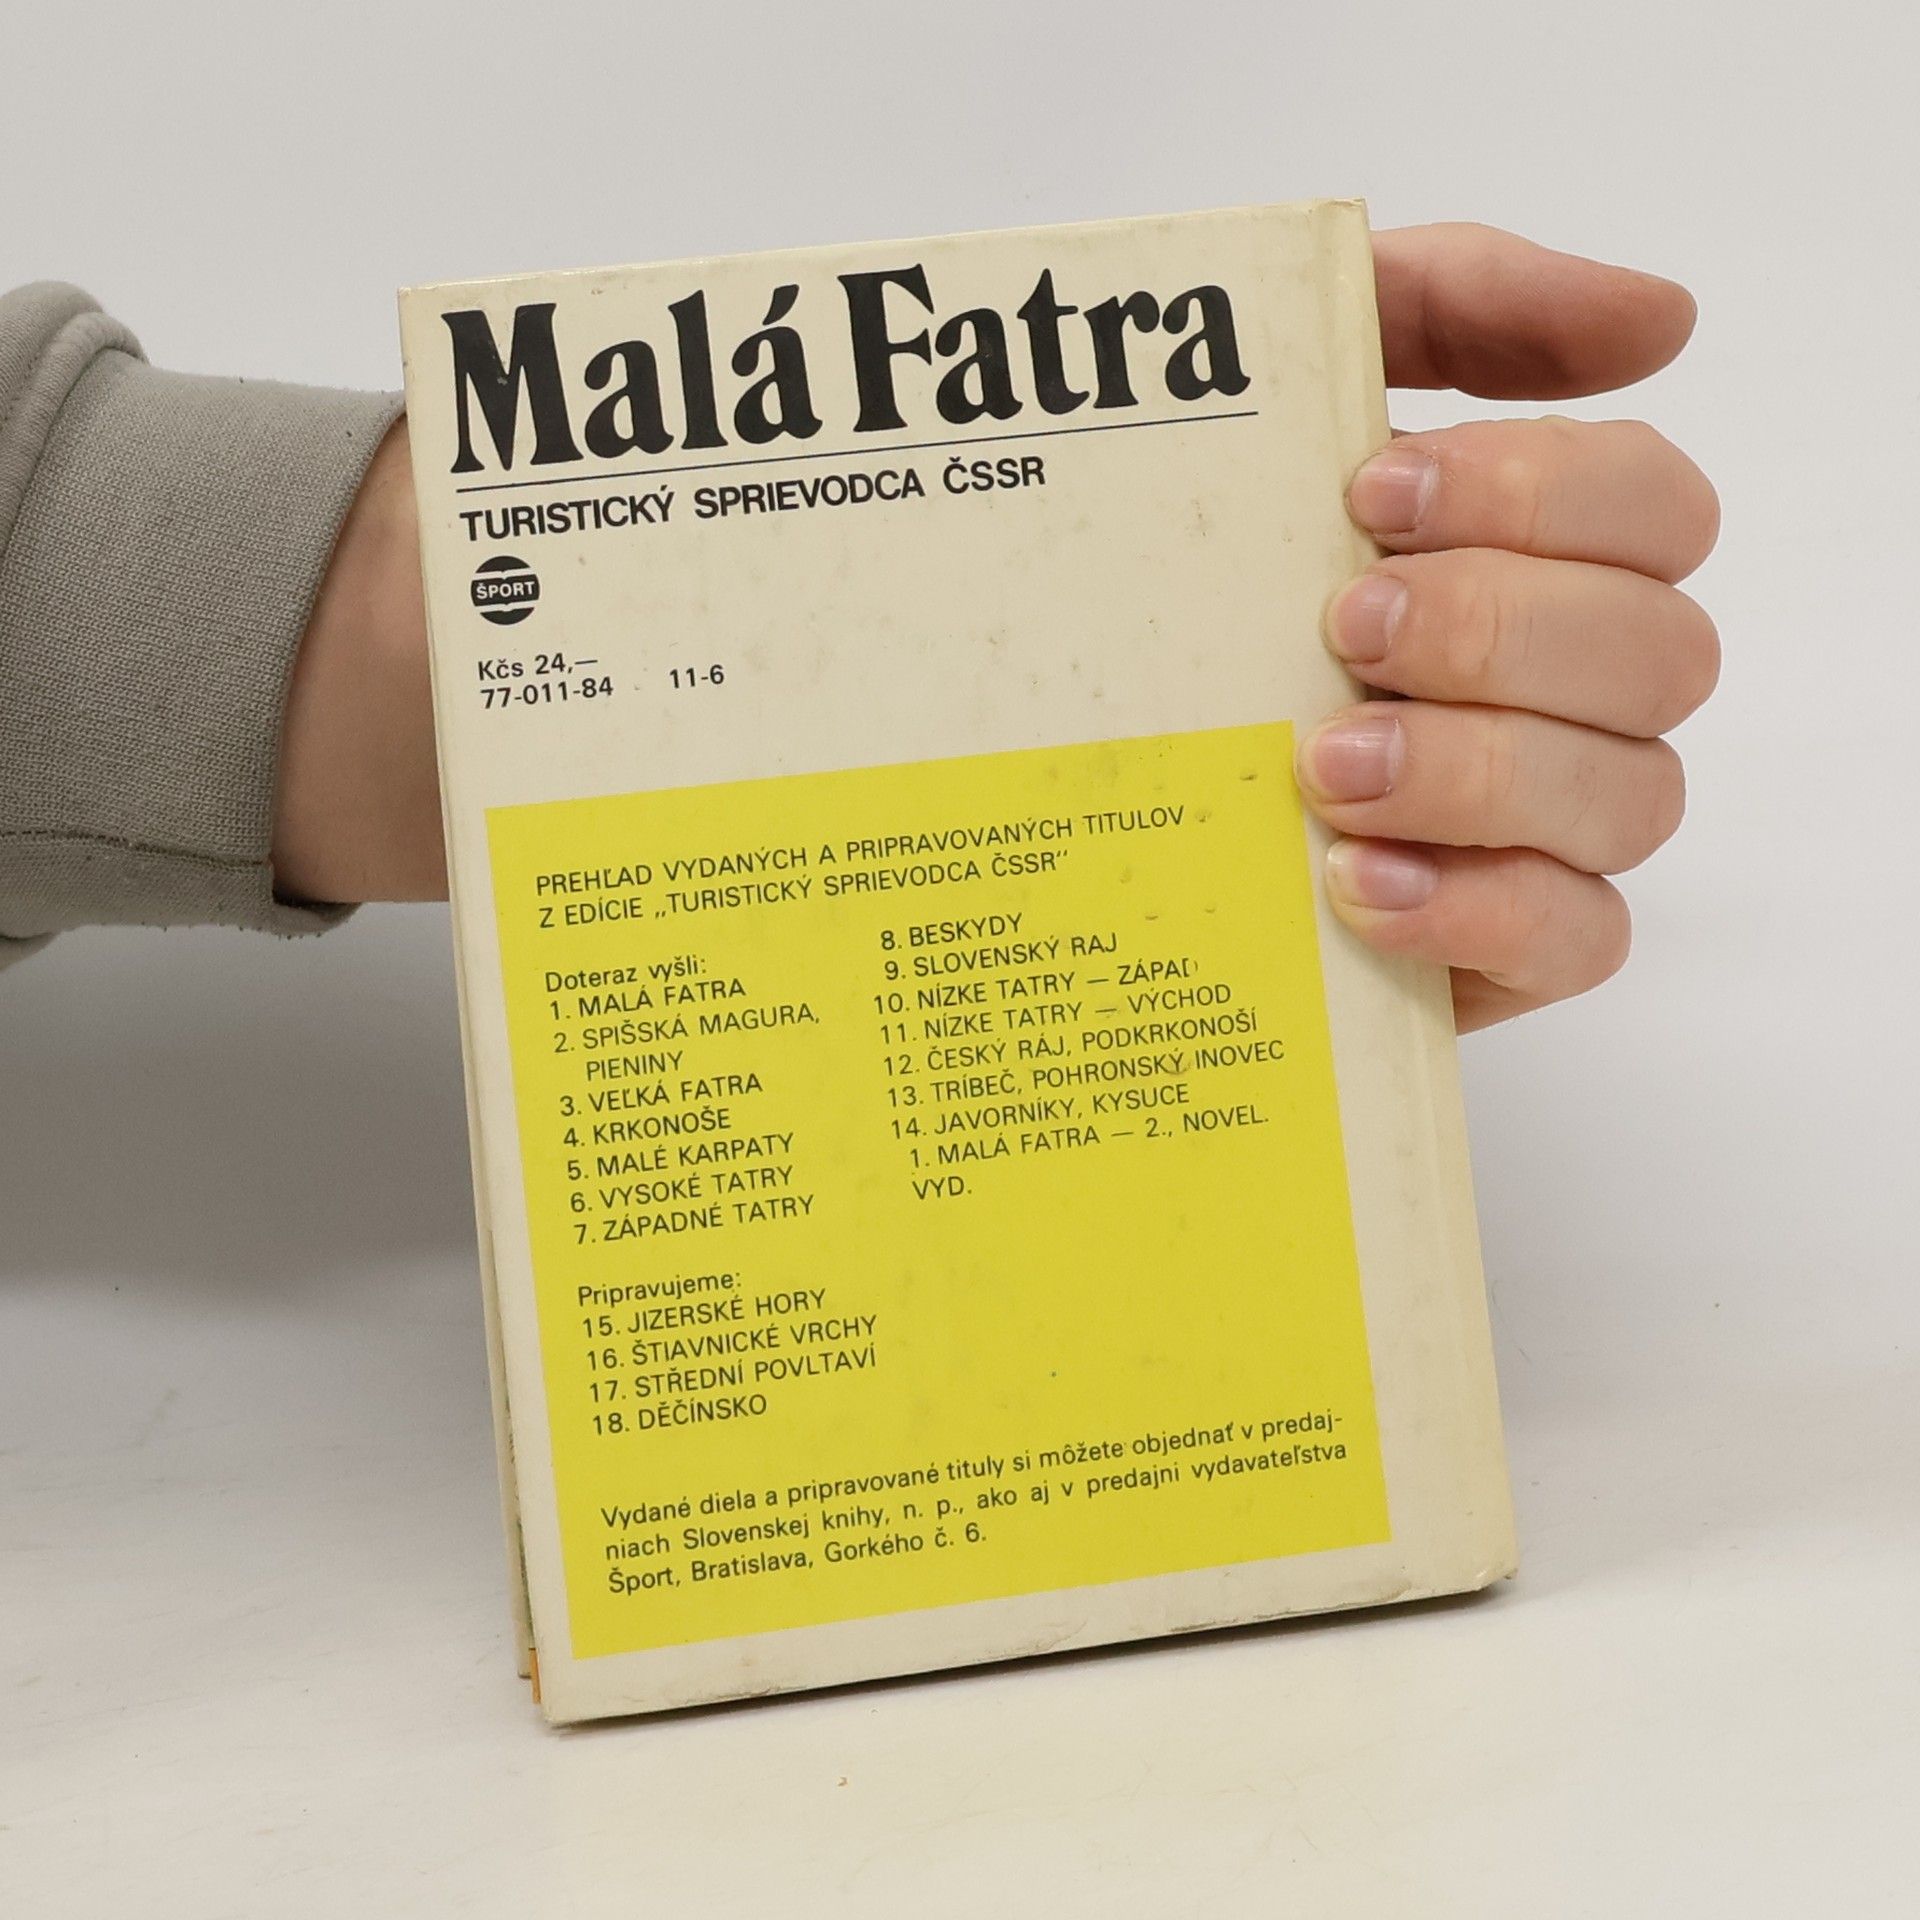 Malá Fatra
TURISTICKÝ SPRIEVODCA ČSSR
ŠPORT
Kčs 24,—
77-011-84 11-6
PREHĽAD VYDANÝCH A PRIPRAVOVANÝCH TITULOV
Z EDÍCIE „TURISTICKÝ SPRIEVODCA ČSSR“
Doteraz vyšli:
1. MALÁ FATRA
2. SPIŠSKÁ MAGURA,
PIENINY
3. VEĽKÁ FATRA
4. KRKONOŠE
5. MALÉ KARPATY
6. VYSOKÉ TATRY
7. ZÁPADNÉ TATRY
8. BESKYDY
9. SLOVENSKÝ RAJ
10. NÍZKE TATRY — ZÁPAD
11. NÍZKE TATRY — VÝCHOD
12. ČESKÝ RÁJ, PODKRKONOŠÍ
13. TRÍBEČ, POHRONSKÝ INOVEC
14. JAVORNÍKY, KYSUCE
1. MALÁ FATRA — 2., NOVEL.
VYD.
Pripravujeme:
15. JIZERSKÉ HORY
16. ŠTIAVNICKÉ VRCHY
17. STŘEDNÍ POVLTAVÍ
18. DĚČÍNSKO
Vydané diela a pripravované tituly si môžete objednať v predaj-
niach Slovenskej knihy, n. p., ako aj v predajni vydavateľstva
Šport, Bratislava, Gorkého č. 6.